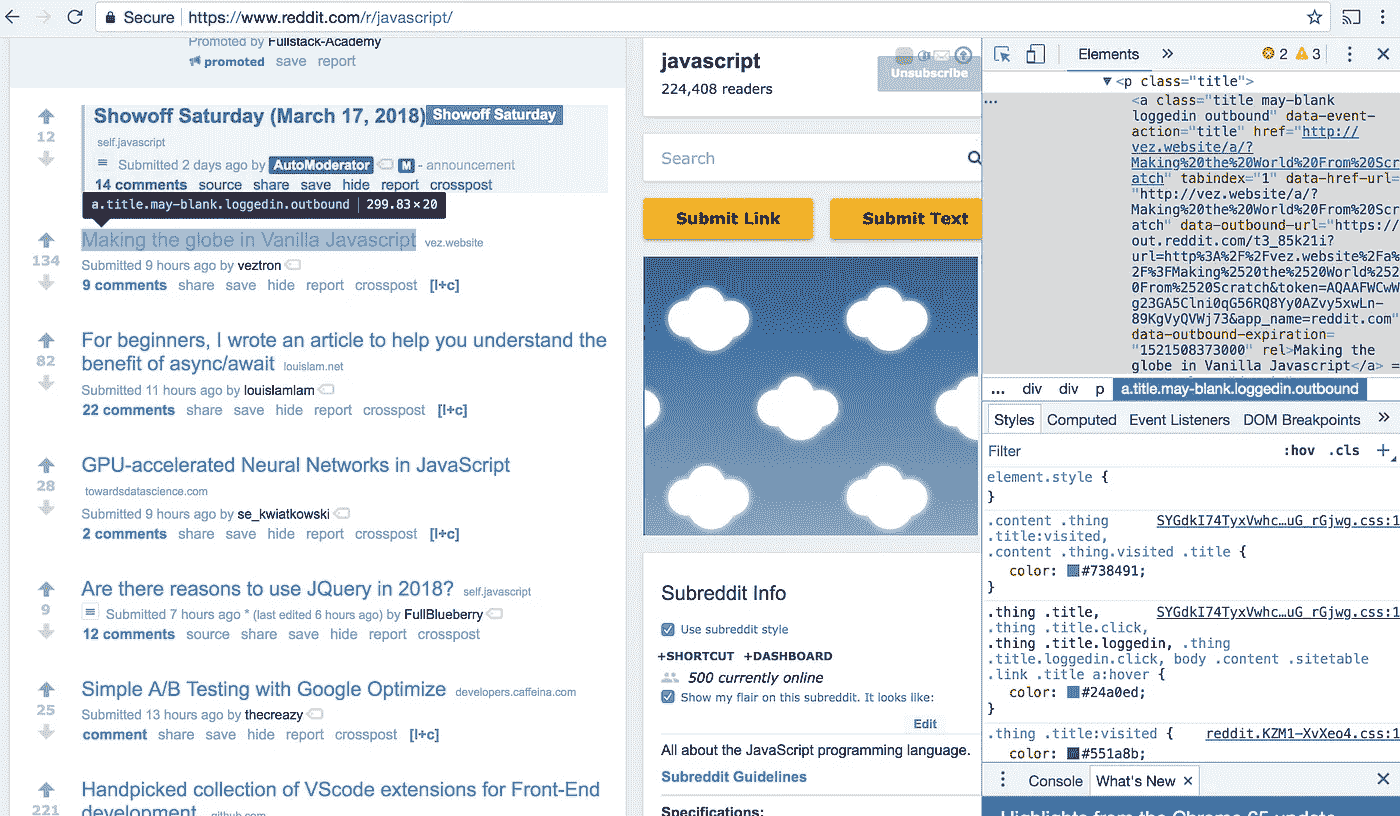 Secure https://www.reddit.com/r/javascript/
Promoted by Fullstack-Academy
promoted save report
Showoff Saturday (March 17, 2018) Showoff Saturday
self.javascript
Submitted 2 days ago by AutoModerator M - announcement
14 comments source share save hide report crosspost
12
a.title.may-blank.loggedin.outbound 299.83×20
Making the globe in Vanilla Javascript vez.website
Submitted 9 hours ago by veztron
9 comments share save hide report crosspost [l+c]
134
For beginners, I wrote an article to help you understand the
benefit of async/await louislam.net
Submitted 11 hours ago by louislamlam
22 comments share save hide report crosspost [l+c]
82
GPU-accelerated Neural Networks in JavaScript
towardsdatascience.com
Submitted 9 hours ago by se_kwiatkowski
2 comments share save hide report crosspost [l+c]
28
Are there reasons to use JQuery in 2018? self.javascript
Submitted 7 hours ago * (last edited 6 hours ago) by FullBlueberry
12 comments source share save hide report crosspost
9
Simple A/B Testing with Google Optimize developers.caffeina.com
Submitted 13 hours ago by thecreazy
comment share save hide report crosspost [l+c]
25
Handpicked collection of VScode extensions for Front-End
development github.com
221
javascript
Unsubscribe
224,408 readers
Search
Submit Link Submit Text
Subreddit Info
Use subreddit style
+SHORTCUT +DASHBOARD
500 currently online
Show my flair on this subreddit. It looks like:
Edit
All about the JavaScript programming language.
Subreddit Guidelines
Specifications:
Elements » 2 3
▼<p class="title">
...
<a class="title may-blank
loggedin outbound" data-event-
action="title" href="http://
vez.website/a/?
Making%20the%20World%20From%20Scr
atch" tabindex="1" data-href-url=
"http://vez.website/a/?
Making%20the%20World%20From%20Scr
atch" data-outbound-url="https://
out.reddit.com/t3_85k21i?
url=http%3A%2F%2Fvez.website%2Fa%
2F%3FMaking%2520the%2520World%252
0From%2520Scratch&token=AQAAFWCwW
g23GA5Clni0qG56RQ8Yy0AZvy5xwLn-
89KgVyQVWj73&app_name=reddit.com"
data-outbound-expiration=
"1521508373000" rel>Making the
globe in Vanilla Javascript</a> =
... div div p a.title.may-blank.loggedin.outbound
Styles Computed Event Listeners DOM Breakpoints »
Filter :hov .cls +
element.style {
}
.content .thing SYGdkI74TyxVwhc…uG_rGjwg.css:1
.title:visited,
.content .thing.visited .title {
color: #738491;
}
.thing .title, SYGdkI74TyxVwhc…uG_rGjwg.css:1
.thing .title.click,
.thing .title.loggedin, .thing
.title.loggedin.click, body .content .sitetable
.link .title a:hover {
color: #24a0ed;
}
.thing .title:visited { reddit.KZM1-XvXeo4.css:1
color: #551a8b;
Console What's New ×
Highlights from the Chrome 65 update